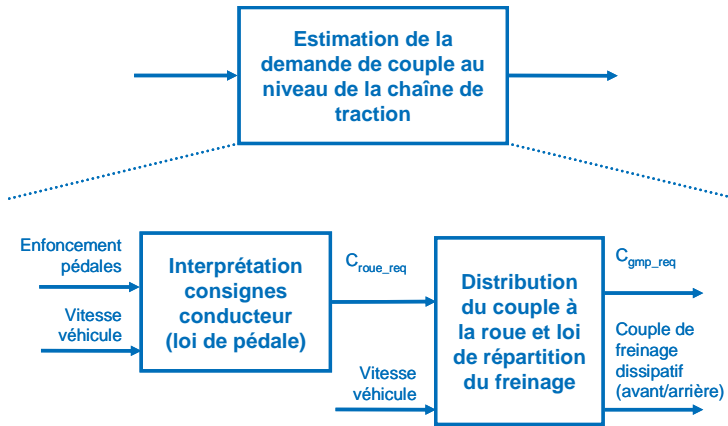 Estimation de la
demande de couple au
niveau de la chaîne de
traction
Enfoncement
pédales
Vitesse
véhicule
Interprétation
consignes
conducteur
(loi de pédale)
C_roue_req
Vitesse
véhicule
Distribution
du couple à
la roue et loi
de répartition
du freinage
C_gmp_req
Couple de
freinage
dissipatif
(avant/arrière)